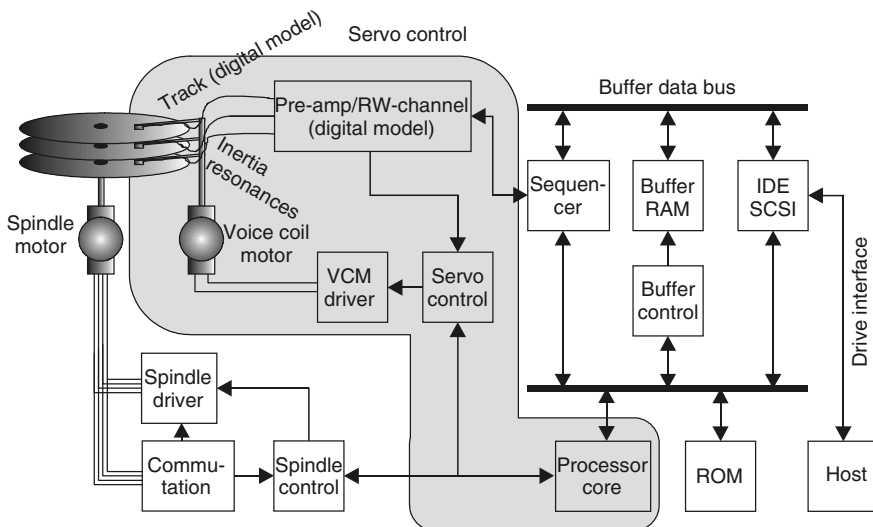 Servo control
Track (digital model)
Pre-amp/RW-channel
(digital model)
Buffer data bus
Inertia
resonances
Sequen-
cer
Buffer
RAM
IDE
SCSI
Spindle
motor
Voice coil
motor
VCM
driver
Servo
control
Buffer
control
Drive interface
Spindle
driver
Commu-
tation
Spindle
control
Processor
core
ROM
Host